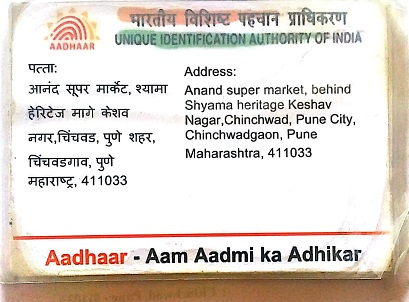 भारतीय विशिष्ट पहचान प्राधिकरण
AADHAAR
UNIQUE IDENTIFICATION AUTHORITY OF INDIA
पत्ता:
आनंद सूपर मार्केट, श्यामा
हेरिटेज मागे केशव
नगर,चिंचवड, पुणे शहर,
चिंचवडगाव, पुणे
महाराष्ट्र, 411033
Address:
Anand super market, behind
Shyama heritage Keshav
Nagar,Chinchwad, Pune City,
Chinchwadgaon, Pune
Maharashtra, 411033
Aadhaar - Aam Aadmi ka Adhikar